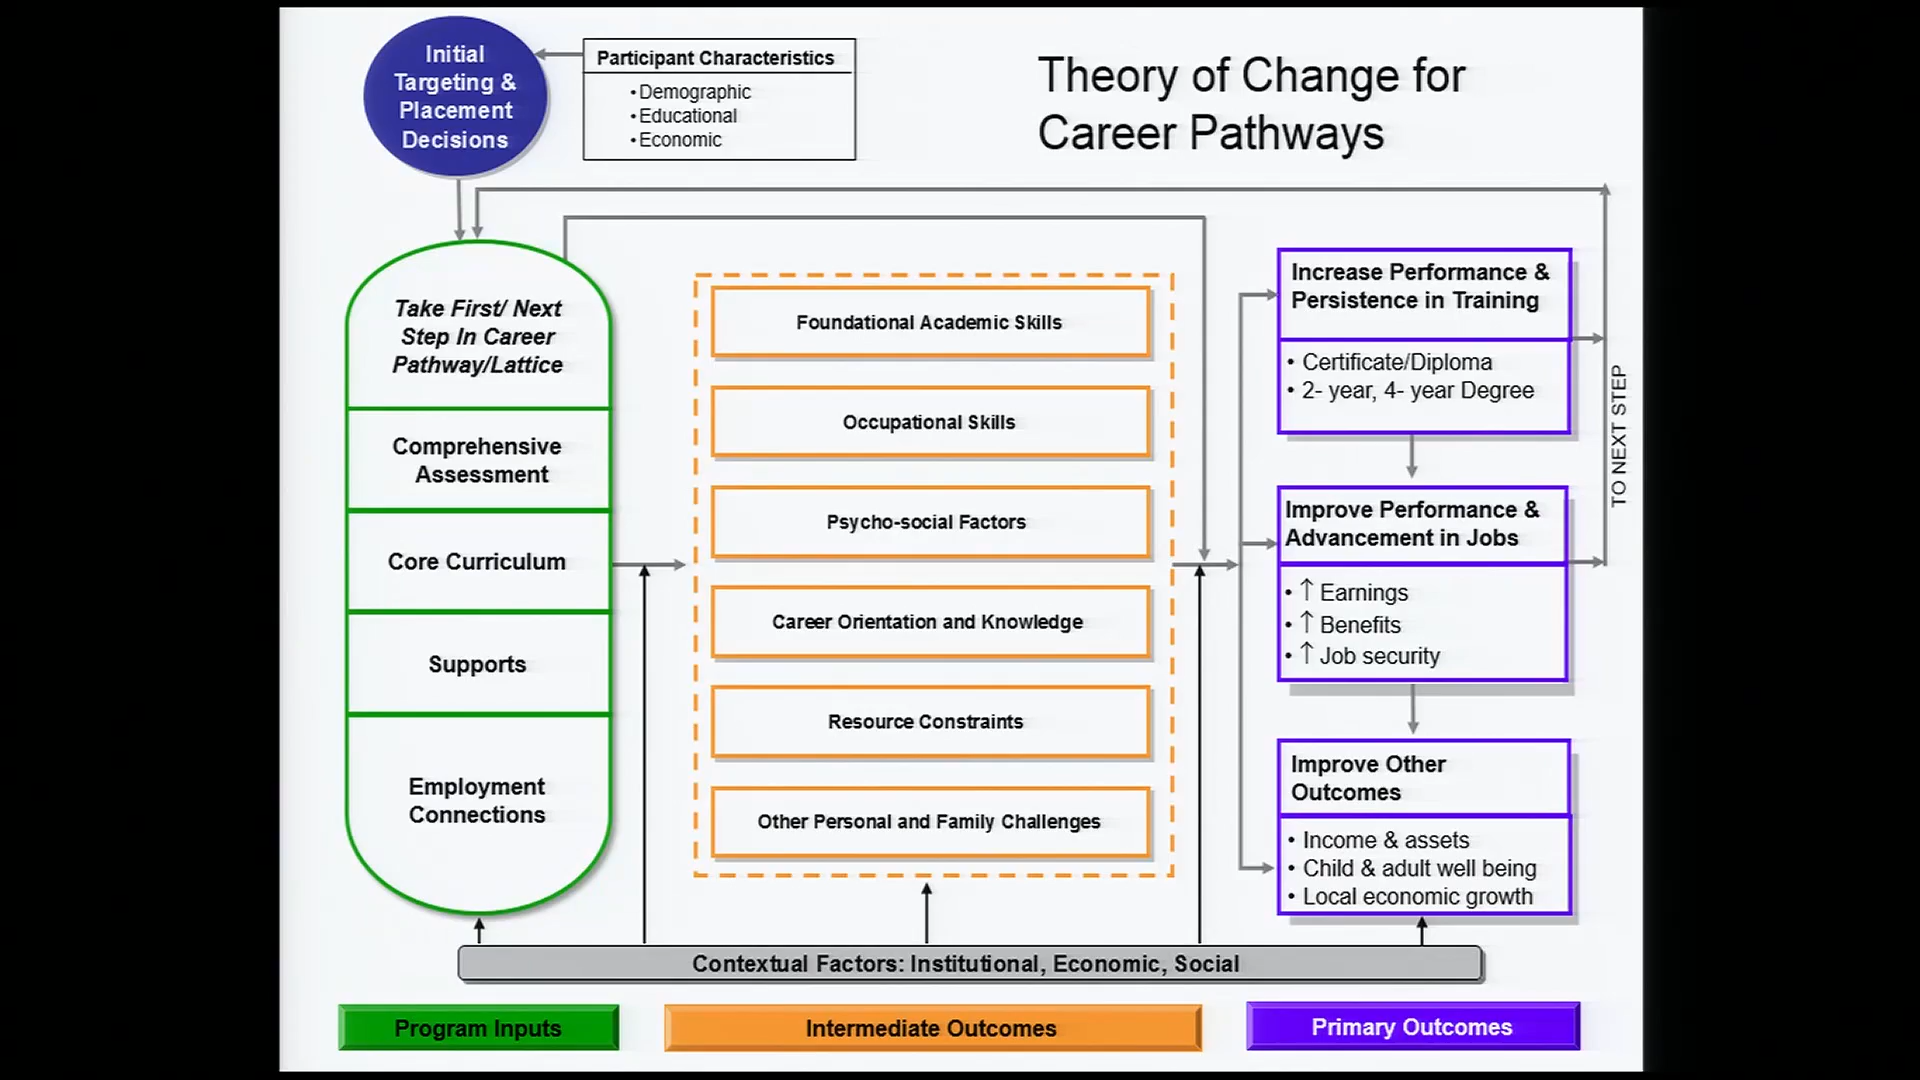 Initial
Targeting &
Placement
Decisions
Participant Characteristics
•Demographic
•Educational
•Economic
Theory of Change for
Career Pathways
Take First/ Next
Step In Career
Pathway/Lattice
Comprehensive
Assessment
Core Curriculum
Supports
Employment
Connections
Foundational Academic Skills
Occupational Skills
Psycho-social Factors
Career Orientation and Knowledge
Resource Constraints
Other Personal and Family Challenges
Increase Performance &
Persistence in Training
• Certificate/Diploma
• 2- year, 4- year Degree
Improve Performance &
Advancement in Jobs
• ↑ Earnings
• ↑ Benefits
• ↑ Job security
Improve Other
Outcomes
• Income & assets
• Child & adult well being
• Local economic growth
TO NEXT STEP
Contextual Factors: Institutional, Economic, Social
Program Inputs
Intermediate Outcomes
Primary Outcomes